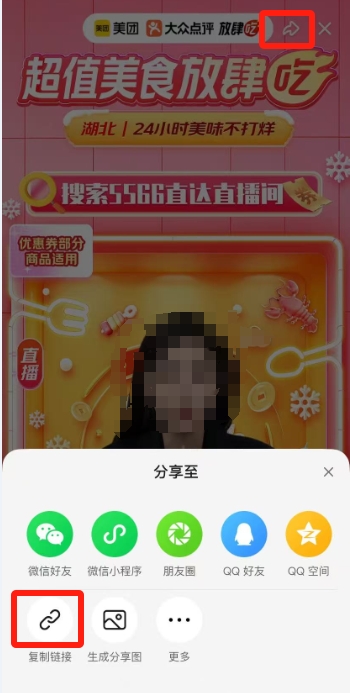 美团 美团 大众点评 放肆吃
超值美食放肆吃
湖北 | 24小时美味不打烊
搜索5566直达直播间 券
优惠券部分
商品适用
直播
分享至
微信好友 微信小程序 朋友圈 QQ 好友 QQ 空间
复制链接 生成分享图 更多